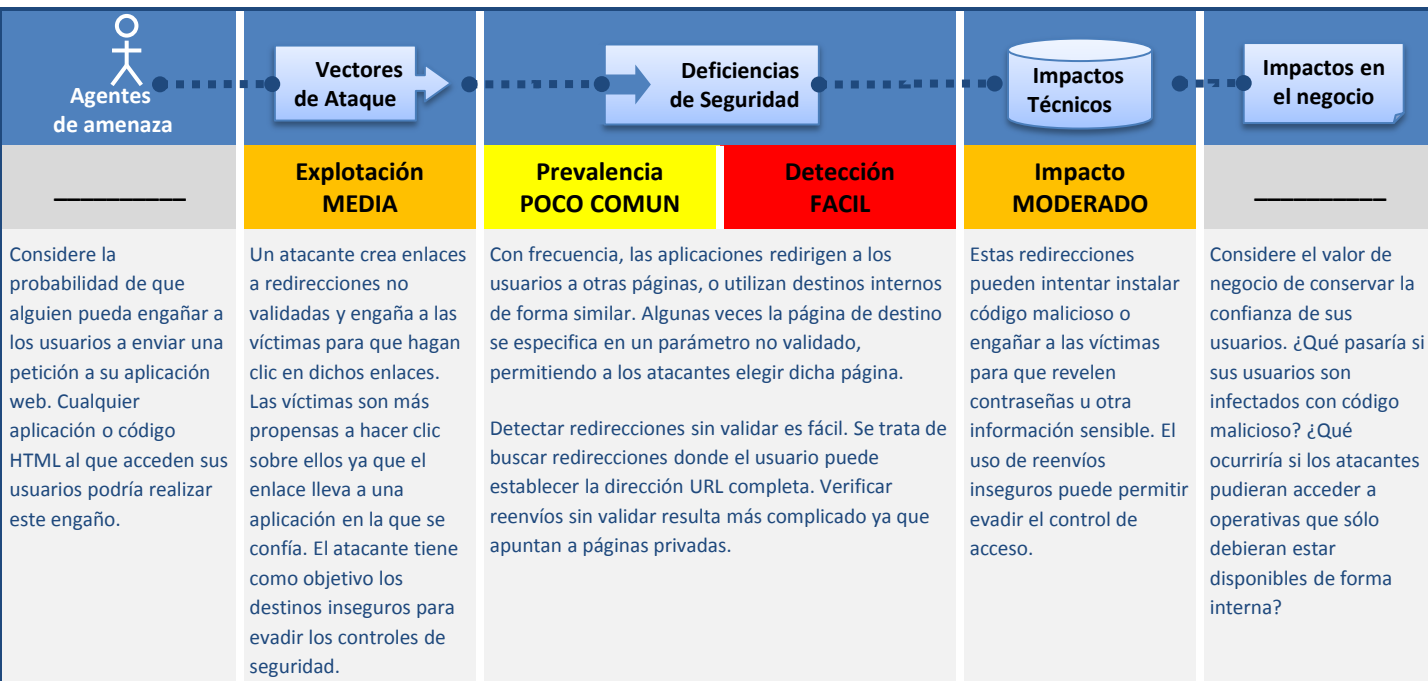 Agentes
de amenaza
Vectores
de Ataque
Deficiencias
de Seguridad
Impactos
Técnicos
Impactos en
el negocio
__________
Explotación
MEDIA
Prevalencia
POCO COMUN
Detección
FACIL
Impacto
MODERADO
__________
Considere la
probabilidad de que
alguien pueda engañar a
los usuarios a enviar una
petición a su aplicación
web. Cualquier
aplicación o código
HTML al que acceden sus
usuarios podría realizar
este engaño.
Un atacante crea enlaces
a redirecciones no
validadas y engaña a las
víctimas para que hagan
clic en dichos enlaces.
Las víctimas son más
propensas a hacer clic
sobre ellos ya que el
enlace lleva a una
aplicación en la que se
confía. El atacante tiene
como objetivo los
destinos inseguros para
evadir los controles de
seguridad.
Con frecuencia, las aplicaciones redirigen a los
usuarios a otras páginas, o utilizan destinos internos
de forma similar. Algunas veces la página de destino
se especifica en un parámetro no validado,
permitiendo a los atacantes elegir dicha página.
Detectar redirecciones sin validar es fácil. Se trata de
buscar redirecciones donde el usuario puede
establecer la dirección URL completa. Verificar
reenvíos sin validar resulta más complicado ya que
apuntan a páginas privadas.
Estas redirecciones
pueden intentar instalar
código malicioso o
engañar a las víctimas
para que revelen
contraseñas u otra
información sensible. El
uso de reenvíos
inseguros puede permitir
evadir el control de
acceso.
Considere el valor de
negocio de conservar la
confianza de sus
usuarios. ¿Qué pasaría si
sus usuarios son
infectados con código
malicioso? ¿Qué
ocurriría si los atacantes
pudieran acceder a
operativas que sólo
debieran estar
disponibles de forma
interna?